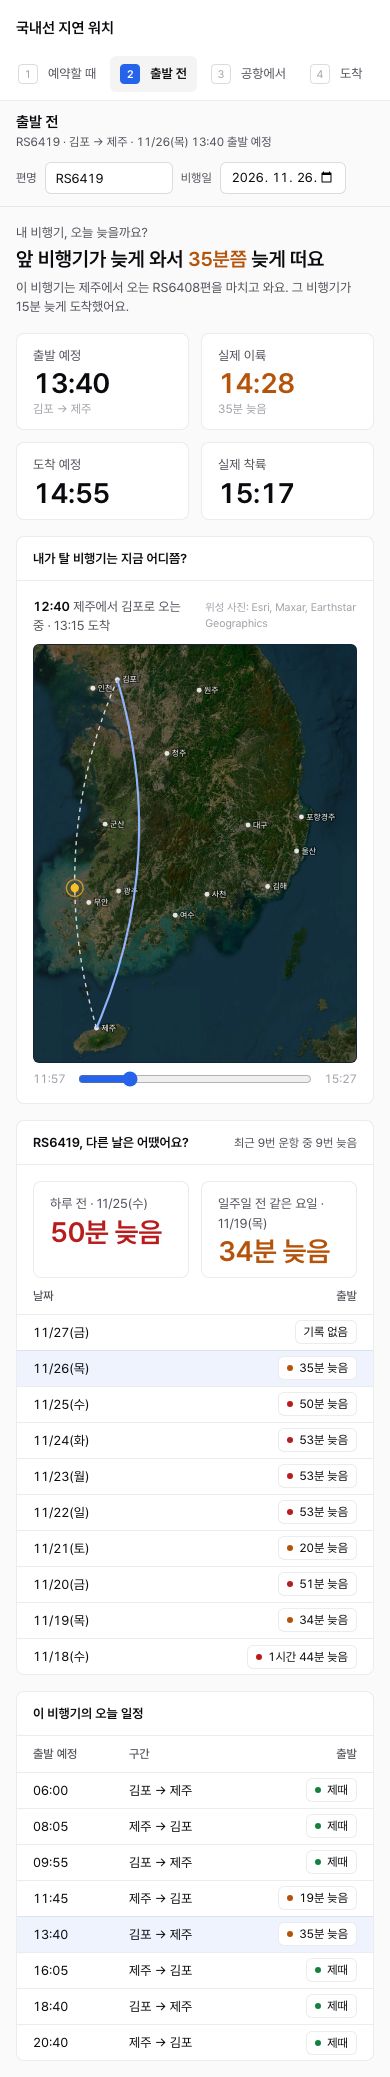 국내선 지연 워치
1 예약할 때
2 출발 전
3 공항에서
4 도착
출발 전
RS6419 · 김포 → 제주 · 11/26(목) 13:40 출발 예정
편명 RS6419 비행일 2026. 11. 26.
내 비행기, 오늘 늦을까요?
앞 비행기가 늦게 와서 35분쯤 늦게 떠요
이 비행기는 제주에서 오는 RS6408편을 마치고 와요. 그 비행기가
15분 늦게 도착했어요.
출발 예정
13:40
김포 → 제주
실제 이륙
14:28
35분 늦음
도착 예정
14:55
실제 착륙
15:17
내가 탈 비행기는 지금 어디쯤?
12:40 제주에서 김포로 오는
중 · 13:15 도착
위성 사진: Esri, Maxar, Earthstar
Geographics
김포
인천
원주
청주
군산
대구
포항경주
울산
광주
무안
사천
김해
여수
제주
11:57
15:27
RS6419, 다른 날은 어땠어요?
최근 9번 운항 중 9번 늦음
하루 전 · 11/25(수)
50분 늦음
일주일 전 같은 요일 ·
11/19(목)
34분 늦음
날짜 출발
11/27(금) 기록 없음
11/26(목) 35분 늦음
11/25(수) 50분 늦음
11/24(화) 53분 늦음
11/23(월) 53분 늦음
11/22(일) 53분 늦음
11/21(토) 20분 늦음
11/20(금) 51분 늦음
11/19(목) 34분 늦음
11/18(수) 1시간 44분 늦음
이 비행기의 오늘 일정
출발 예정 구간 출발
06:00 김포 → 제주 제때
08:05 제주 → 김포 제때
09:55 김포 → 제주 제때
11:45 제주 → 김포 19분 늦음
13:40 김포 → 제주 35분 늦음
16:05 제주 → 김포 제때
18:40 김포 → 제주 제때
20:40 제주 → 김포 제때